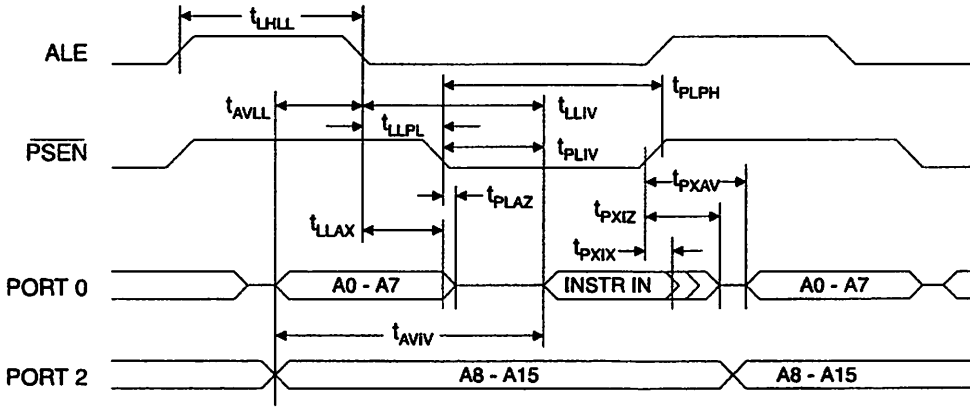 tLHLL
ALE
tPLPH
tAVLL
tLLIV
tLLPL
PSEN
tPLIV
tPXAV
tPLAZ
tPXIZ
tLLAX
tPXIX
PORT 0
A0 - A7
INSTR IN
A0 - A7
tAVIV
PORT 2
A8 - A15
A8 - A15